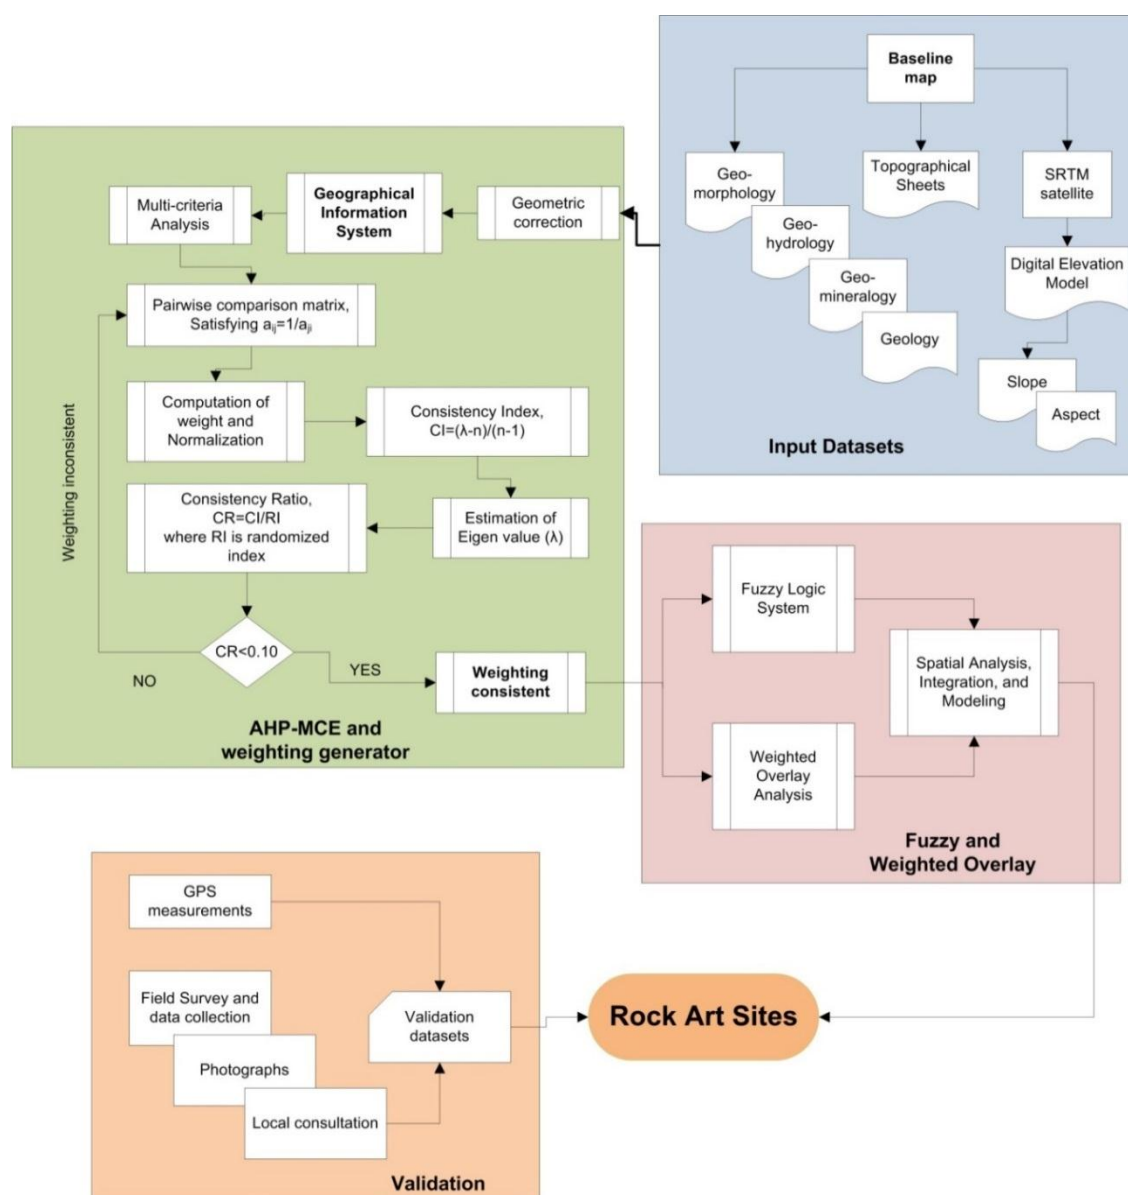 Baseline
map
Geo-
morphology
Geo-
hydrology
Geo-
mineralogy
Geology
Topographical
Sheets
SRTM
satellite
Digital Elevation
Model
Slope
Aspect
Input Datasets
Geometric
correction
Geographical
Information
System
Multi-criteria
Analysis
Pairwise comparison matrix,
Satisfying aij=1/aji
Computation of
weight and
Normalization
Consistency Index,
CI=(λ-n)/(n-1)
Estimation of
Eigen value (λ)
Consistency Ratio,
CR=CI/RI
where RI is randomized
index
CR<0.10
NO
Weighting inconsistent
YES
Weighting
consistent
AHP-MCE and
weighting generator
Fuzzy Logic
System
Weighted
Overlay
Analysis
Spatial Analysis,
Integration, and
Modeling
Fuzzy and
Weighted Overlay
GPS
measurements
Field Survey and
data collection
Photographs
Local consultation
Validation
datasets
Validation
Rock Art Sites